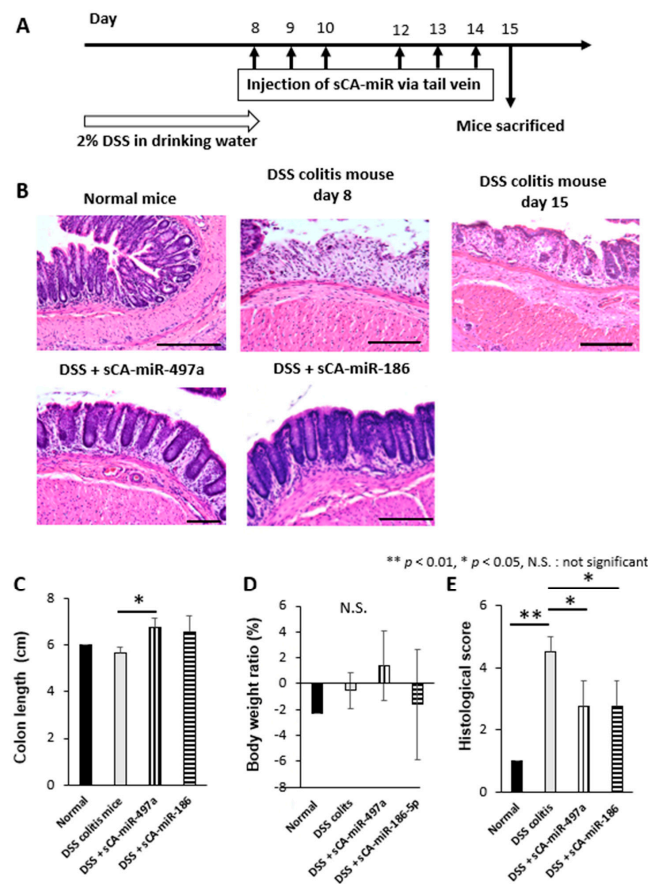 A
Day
8 9 10 12 13 14 15
Injection of sCA-miR via tail vein
2% DSS in drinking water
Mice sacrificed
B
Normal mice
DSS colitis mouse
day 8
DSS colitis mouse
day 15
DSS + sCA-miR-497a
DSS + sCA-miR-186
** p < 0.01, * p < 0.05, N.S. : not significant
C
Colon length (cm)
8
6
4
2
0
*
Normal
DSS colitis mice
DSS + sCA-miR-497a
DSS + sCA-miR-186
D
Body weight ratio (%)
6
4
2
0
-2
-4
-6
-8
N.S.
Normal
DSS colits
DSS + sCA-miR-497a
DSS + sCA-miR-186-5p
E
Histological score
6
4
2
0
**
*
*
Normal
DSS colitis
DSS + sCA-miR-497a
DSS + sCA-miR-186